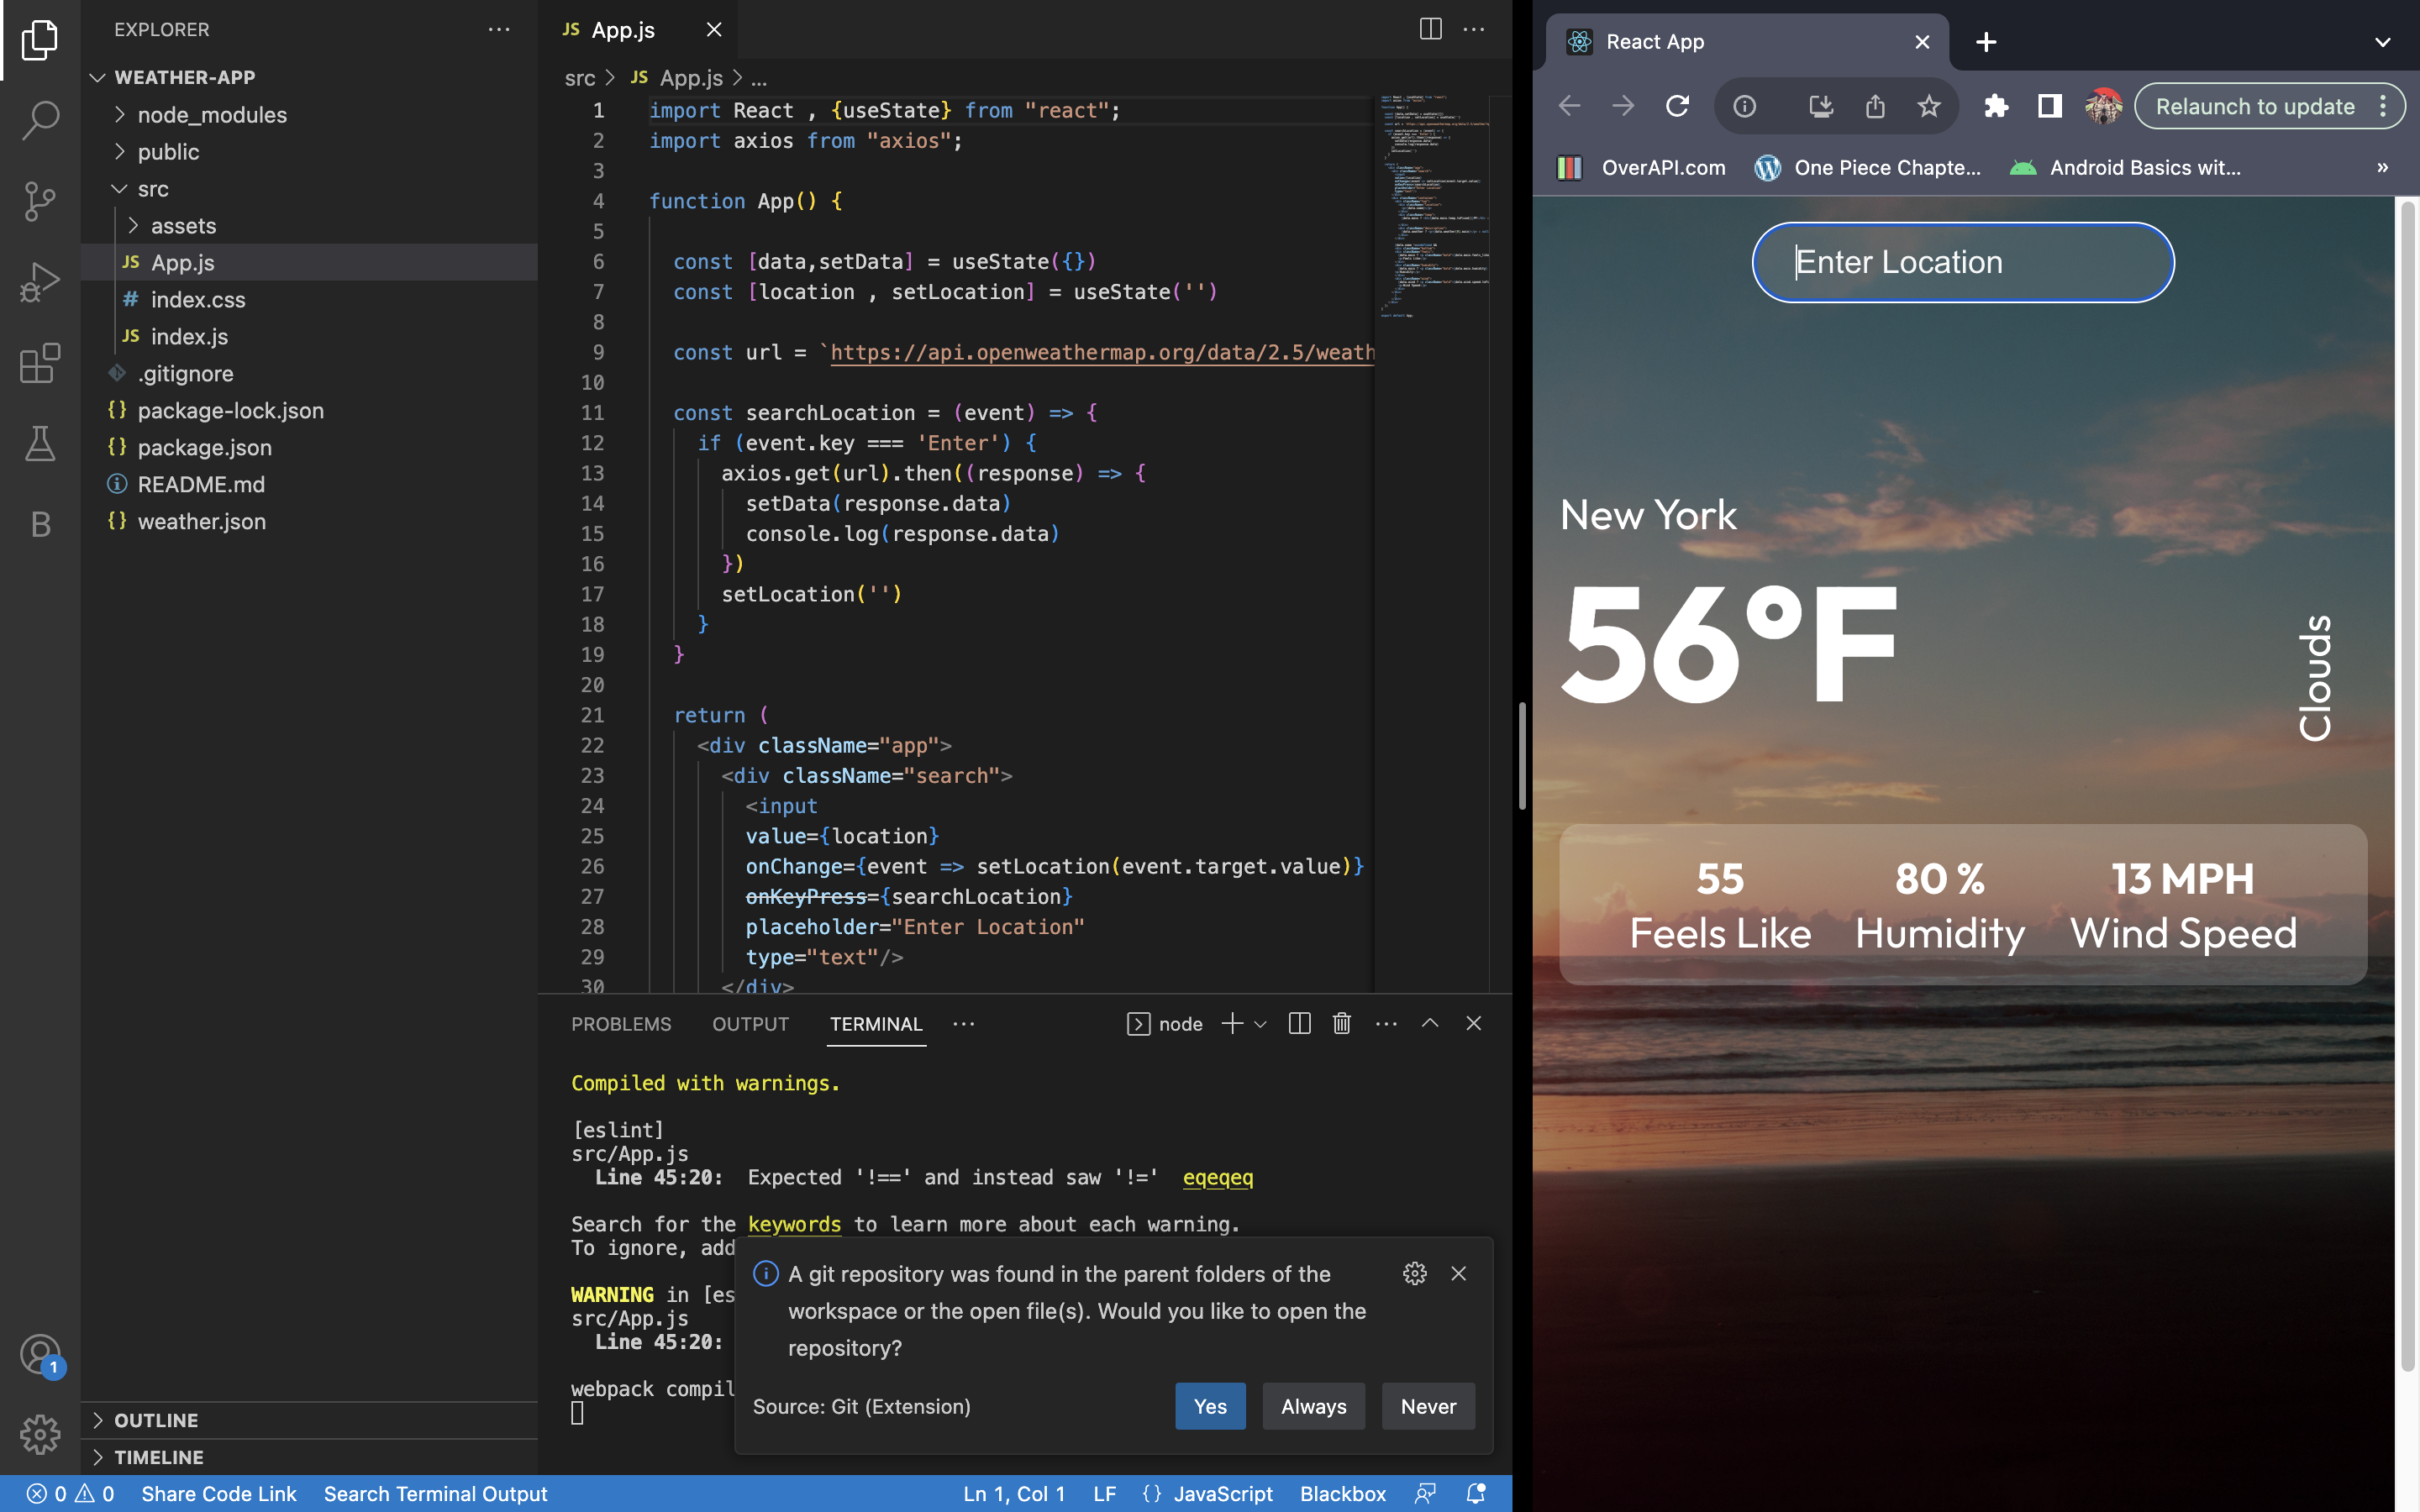 EXPLORER
WEATHER-APP
node_modules
public
src
assets
JS App.js
# index.css
JS index.js
.gitignore
{} package-lock.json
{} package.json
README.md
{} weather.json
B
1
OUTLINE
TIMELINE
JS App.js
src > JS App.js > ...
1 import React , {useState} from "react";
2 import axios from "axios";
3
4 function App() {
5
6 const [data,setData] = useState({})
7 const [location , setLocation] = useState('')
8
9 const url = `https://api.openweathermap.org/data/2.5/weath
10
11 const searchLocation = (event) => {
12 if (event.key === 'Enter') {
13 axios.get(url).then((response) => {
14 setData(response.data)
15 console.log(response.data)
16 })
17 setLocation('')
18 }
19 }
20
21 return (
22 <div className="app">
23 <div className="search">
24 <input
25 value={location}
26 onChange={event => setLocation(event.target.value)}
27 onKeyPress={searchLocation}
28 placeholder="Enter Location"
29 type="text"/>
30 </div>
PROBLEMS OUTPUT TERMINAL
node
Compiled with warnings.
[eslint]
src/App.js
Line 45:20: Expected '!==' and instead saw '!=' eqeqeq
Search for the keywords to learn more about each warning.
To ignore, add
WARNING in [es
src/App.js
Line 45:20:
webpack compil
A git repository was found in the parent folders of the
workspace or the open file(s). Would you like to open the
repository?
Source: Git (Extension)
Yes
Always
Never
0 0 Share Code Link Search Terminal Output Ln 1, Col 1 LF {} JavaScript Blackbox
React App
Relaunch to update
OverAPI.com
One Piece Chapte...
Android Basics wit...
»
Enter Location
New York
56°F
Clouds
55
Feels Like
80 %
Humidity
13 MPH
Wind Speed